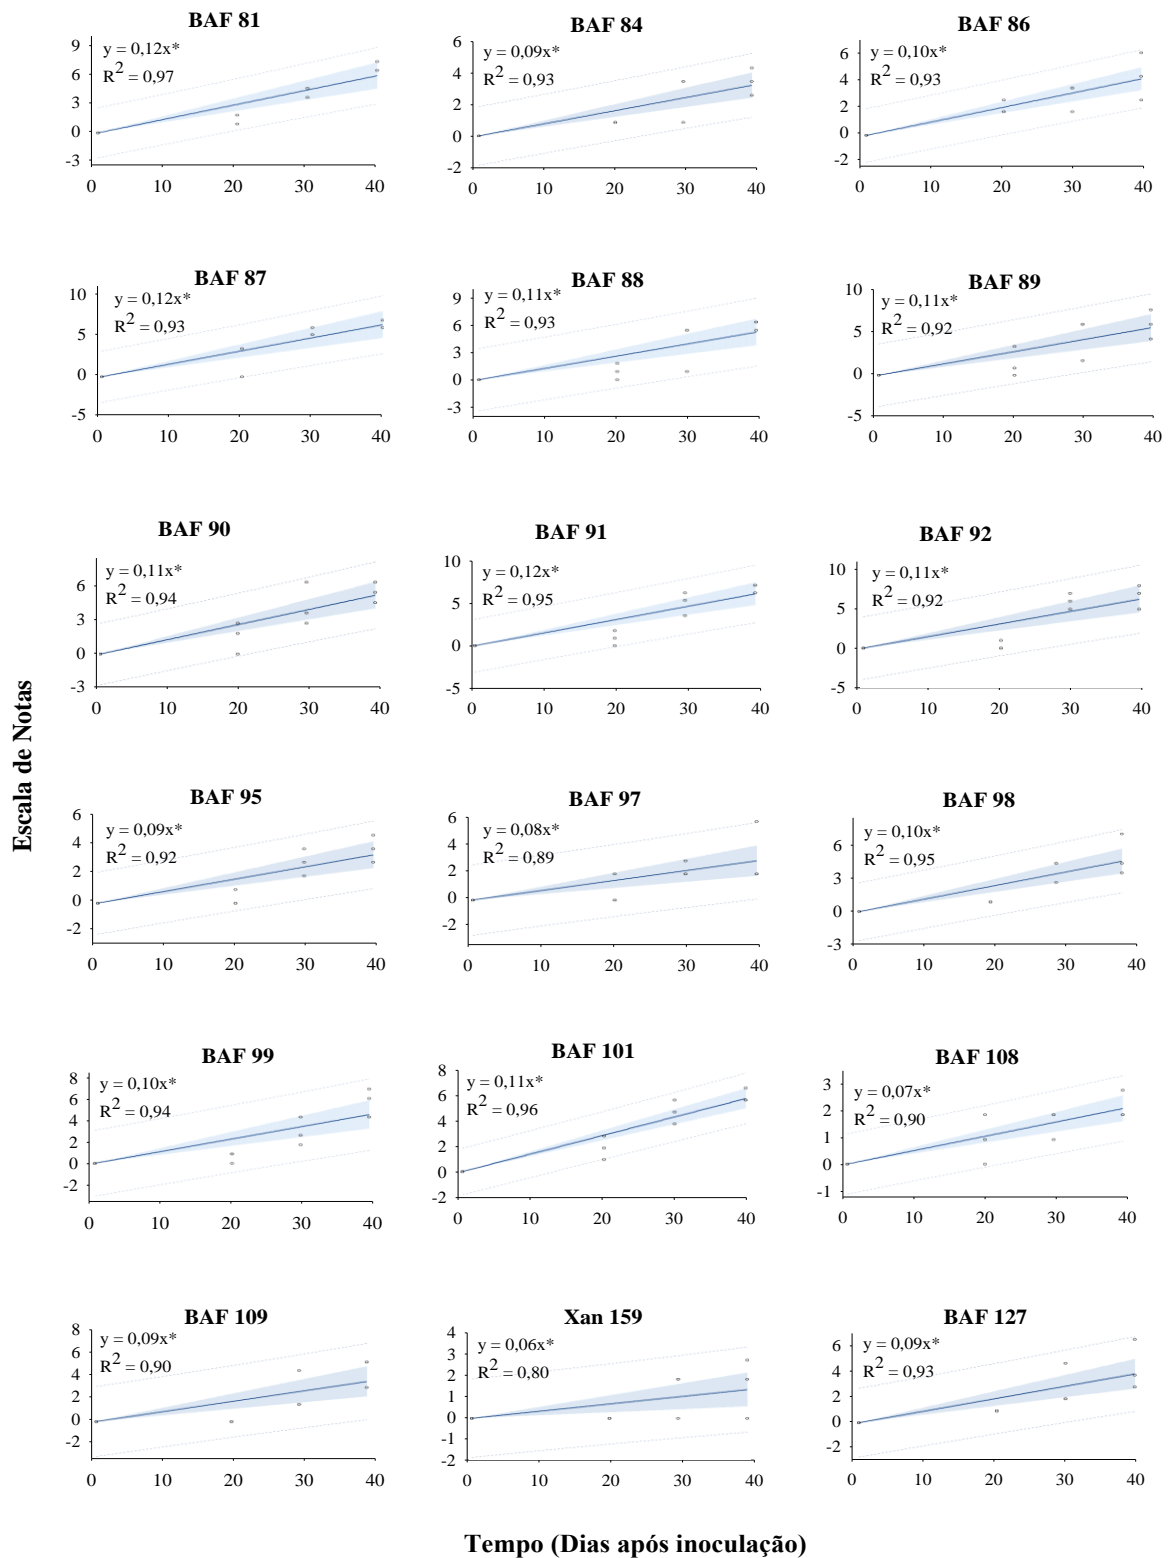 BAF 81
y = 0,12x*
R2 = 0,97
9
6
3
0
-3
0 10 20 30 40
BAF 84
y = 0,09x*
R2 = 0,93
6
4
2
0
-2
0 10 20 30 40
BAF 86
y = 0,10x*
R2 = 0,93
6
4
2
0
-2
0 10 20 30 40
BAF 87
y = 0,12x*
R2 = 0,93
10
5
0
-5
0 10 20 30 40
BAF 88
y = 0,11x*
R2 = 0,93
9
6
3
0
-3
0 10 20 30 40
BAF 89
y = 0,11x*
R2 = 0,92
10
5
0
-5
0 10 20 30 40
Escala de Notas
BAF 90
y = 0,11x*
R2 = 0,94
6
3
0
-3
0 10 20 30 40
BAF 91
y = 0,12x*
R2 = 0,95
10
5
0
-5
0 10 20 30 40
BAF 92
y = 0,11x*
R2 = 0,92
10
5
0
-5
0 10 20 30 40
BAF 95
y = 0,09x*
R2 = 0,92
6
4
2
0
-2
0 10 20 30 40
BAF 97
y = 0,08x*
R2 = 0,89
6
4
2
0
-2
0 10 20 30 40
BAF 98
y = 0,10x*
R2 = 0,95
6
3
0
-3
0 10 20 30 40
BAF 99
y = 0,10x*
R2 = 0,94
8
6
4
2
0
-2
0 10 20 30 40
BAF 101
y = 0,11x*
R2 = 0,96
8
6
4
2
0
-2
0 10 20 30 40
BAF 108
y = 0,07x*
R2 = 0,90
3
2
1
0
-1
0 10 20 30 40
BAF 109
y = 0,09x*
R2 = 0,90
8
6
4
2
0
-2
0 10 20 30 40
Xan 159
y = 0,06x*
R2 = 0,80
4
3
2
1
0
-1
-2
0 10 20 30 40
BAF 127
y = 0,09x*
R2 = 0,93
6
4
2
0
-2
0 10 20 30 40
Tempo (Dias após inoculação)